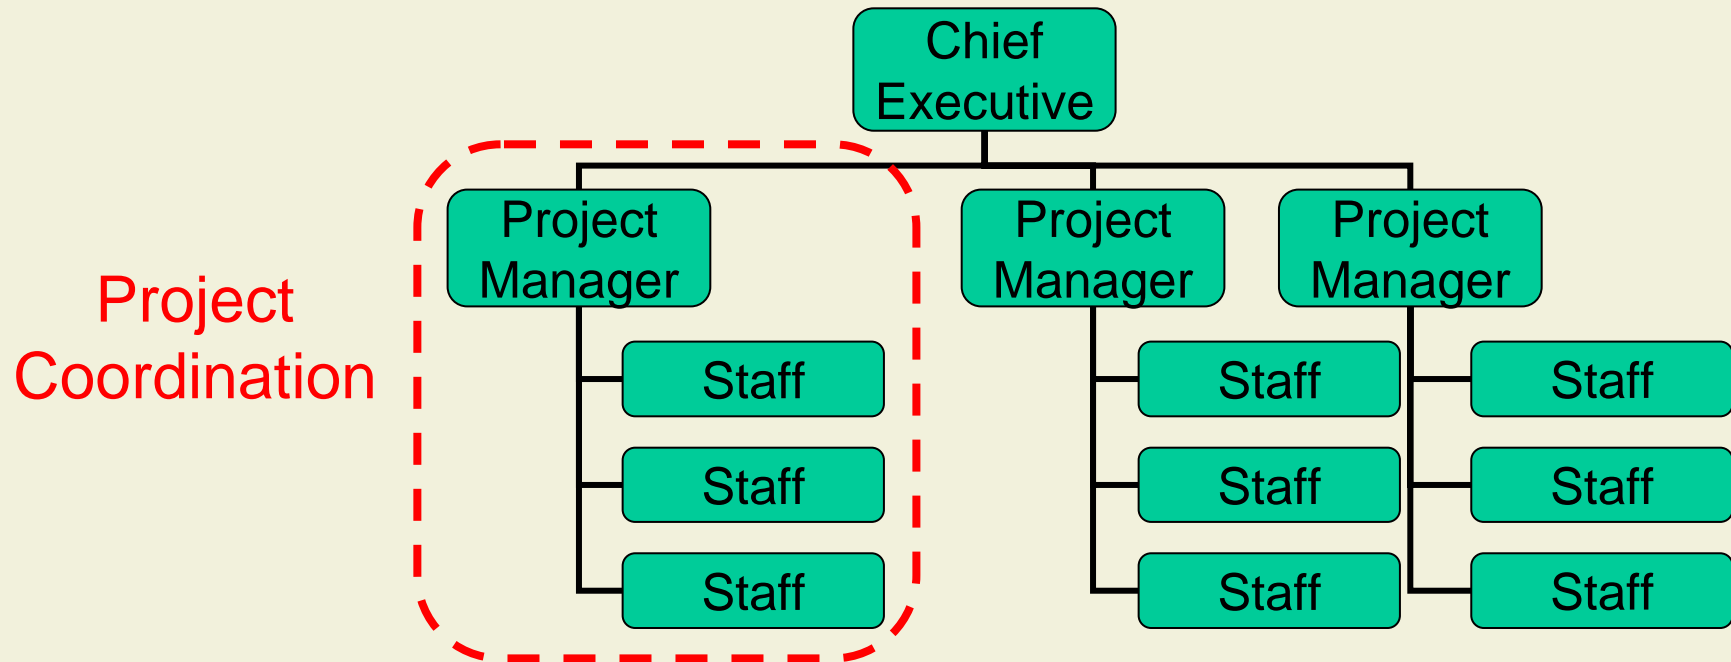 Chief
Executive
Project
Manager
Project
Manager
Project
Manager
Project
Coordination
Staff
Staff
Staff
Staff
Staff
Staff
Staff
Staff
Staff